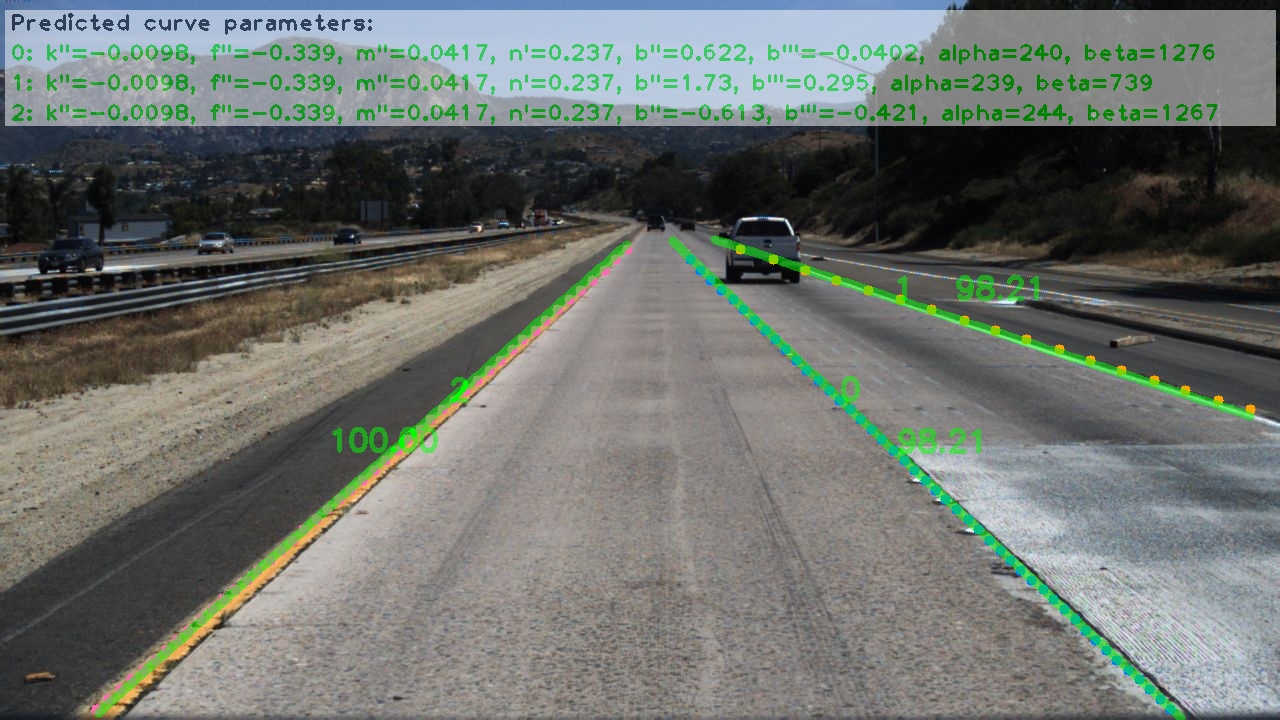 Predicted curve parameters:
0: k''=-0.0098, f''=-0.339, m''=0.0417, n'=0.237, b''=0.622, b'''=-0.0402, alpha=240, beta=1276
1: k''=-0.0098, f''=-0.339, m''=0.0417, n'=0.237, b''=1.73, b'''=0.295, alpha=239, beta=739
2: k''=-0.0098, f''=-0.339, m''=0.0417, n'=0.237, b''=-0.613, b'''=-0.421, alpha=244, beta=1267
1 98.21
2 0
100.00 98.21